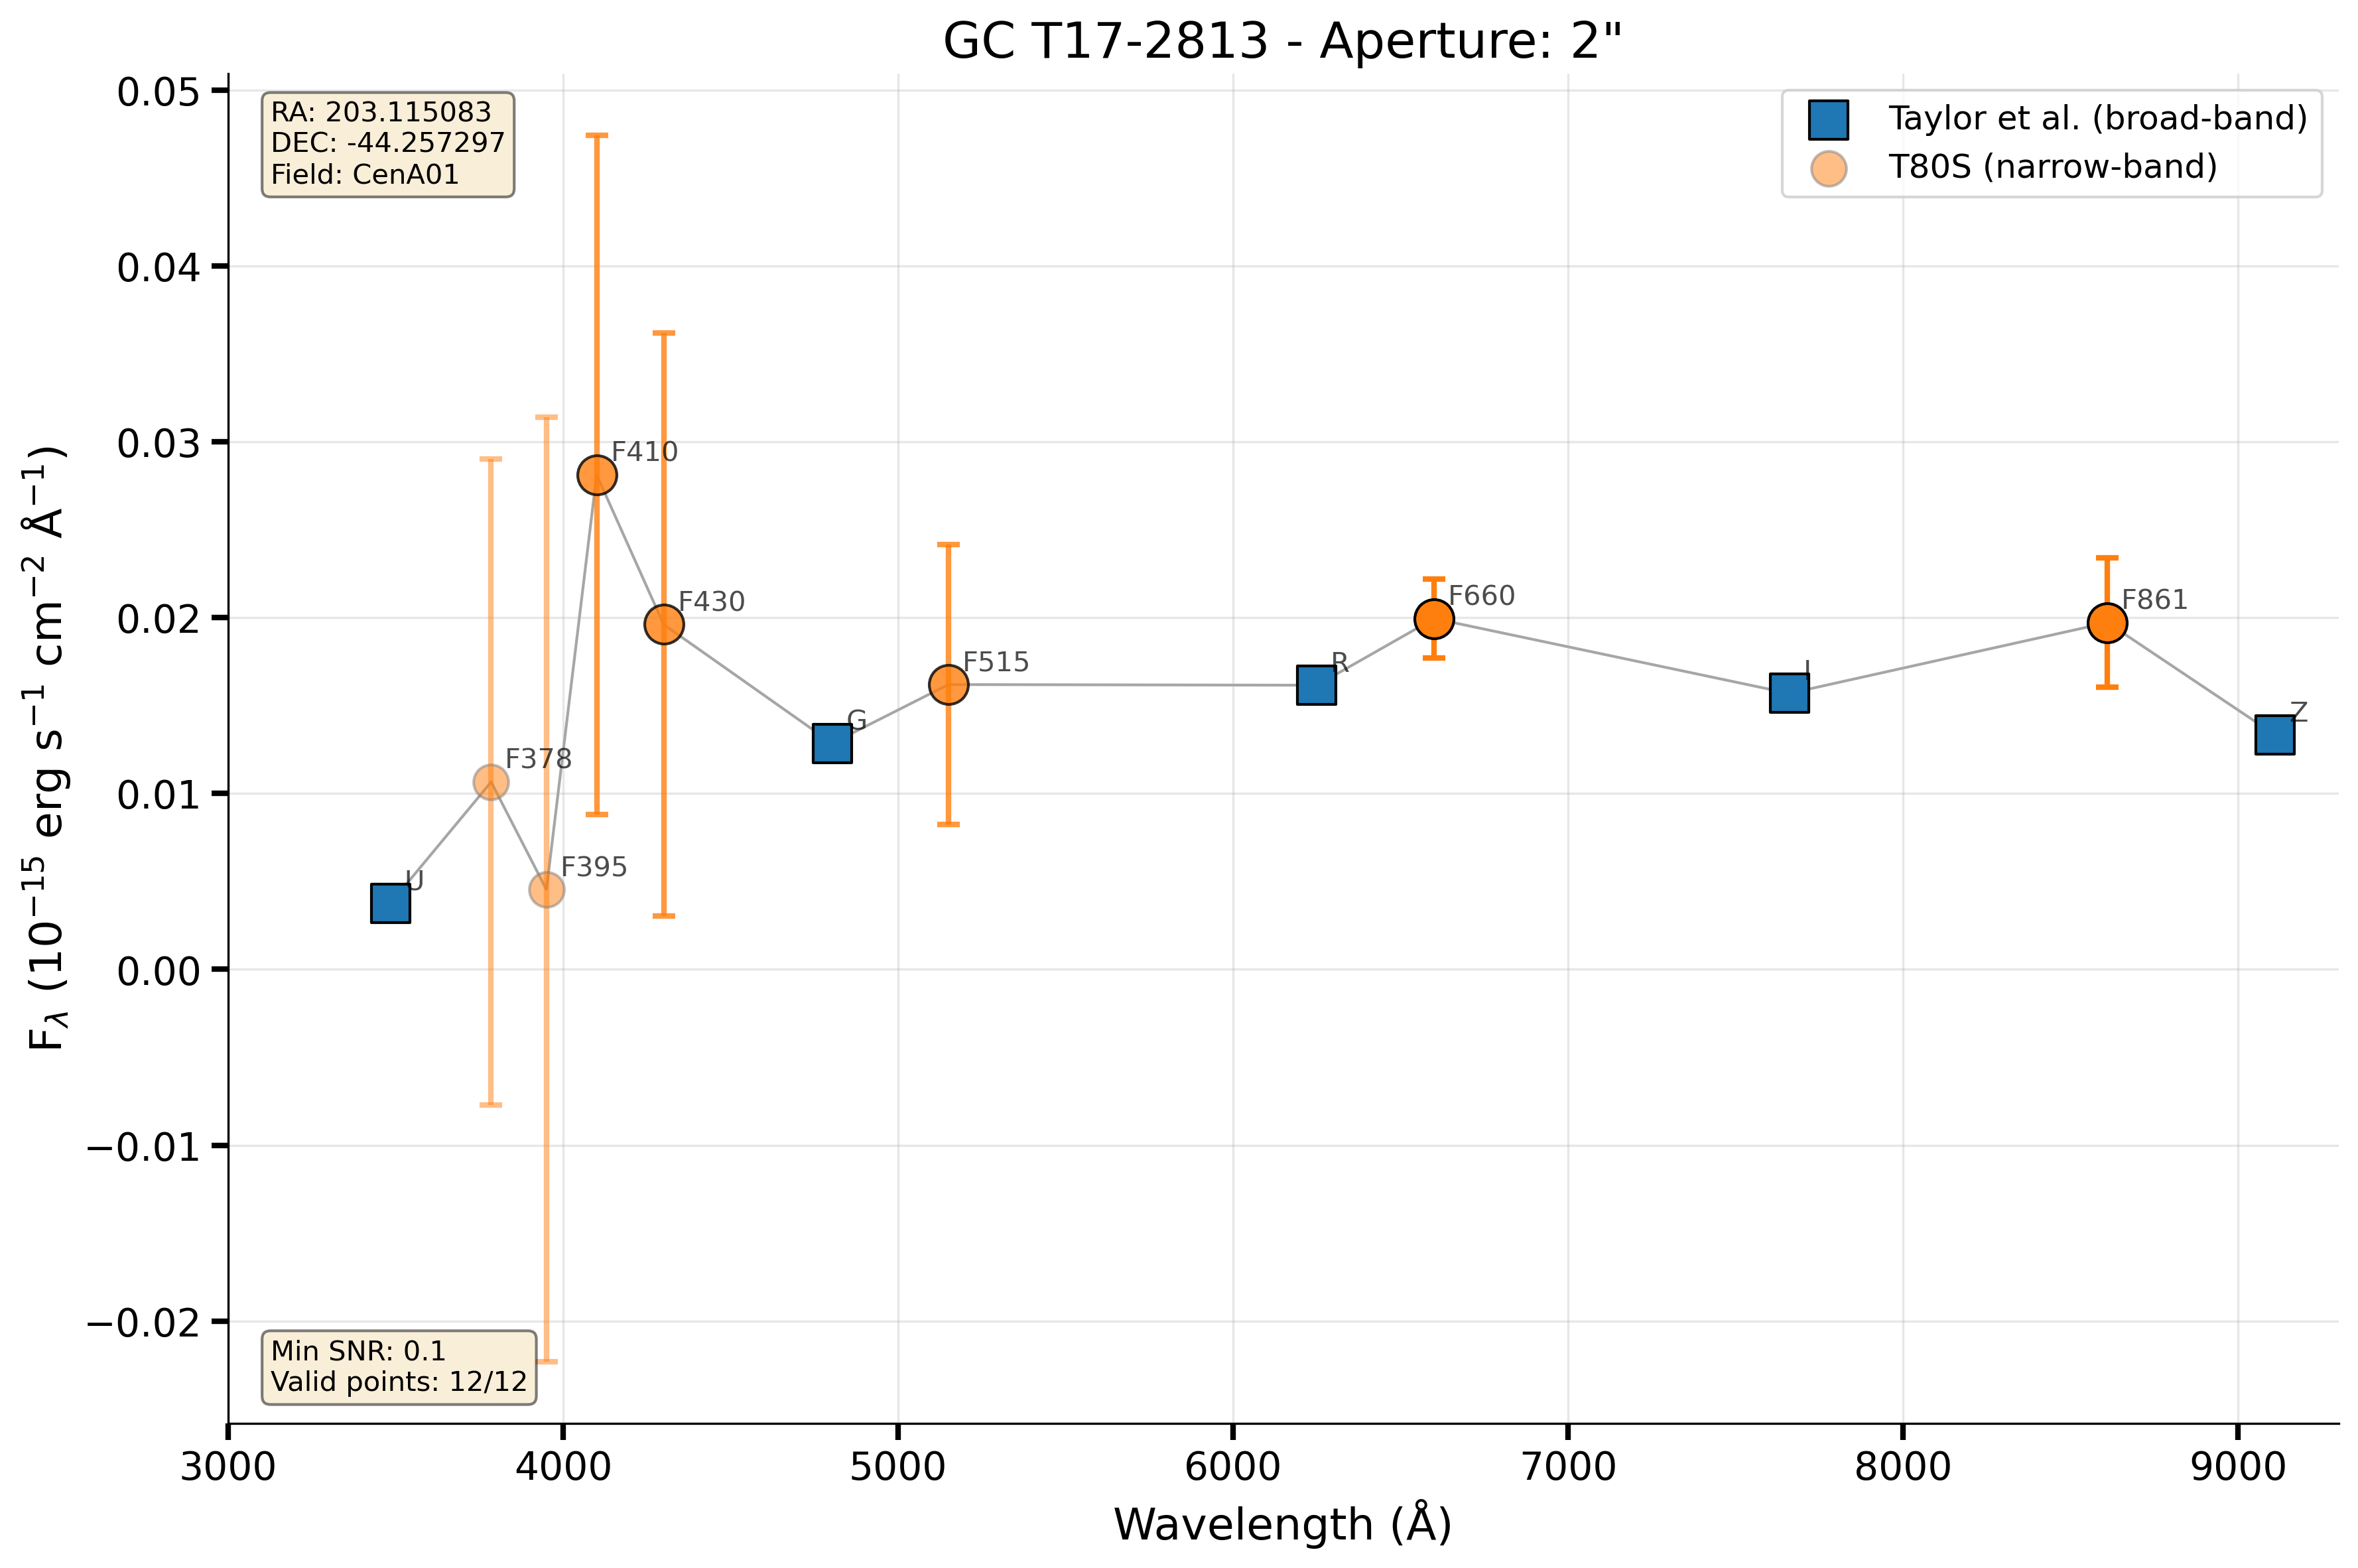 GC T17-2813 - Aperture: 2"
RA: 203.115083
DEC: -44.257297
Field: CenA01
Taylor et al. (broad-band)
T80S (narrow-band)
0.05
0.04
0.03
0.02
0.01
0.00
−0.01
−0.02
F410
F430
F660
F861
F515
R
I
G
Z
F378
F395
U
Fλ (10⁻¹⁵ erg s⁻¹ cm⁻² Å⁻¹)
Min SNR: 0.1
Valid points: 12/12
3000 4000 5000 6000 7000 8000 9000
Wavelength (Å)